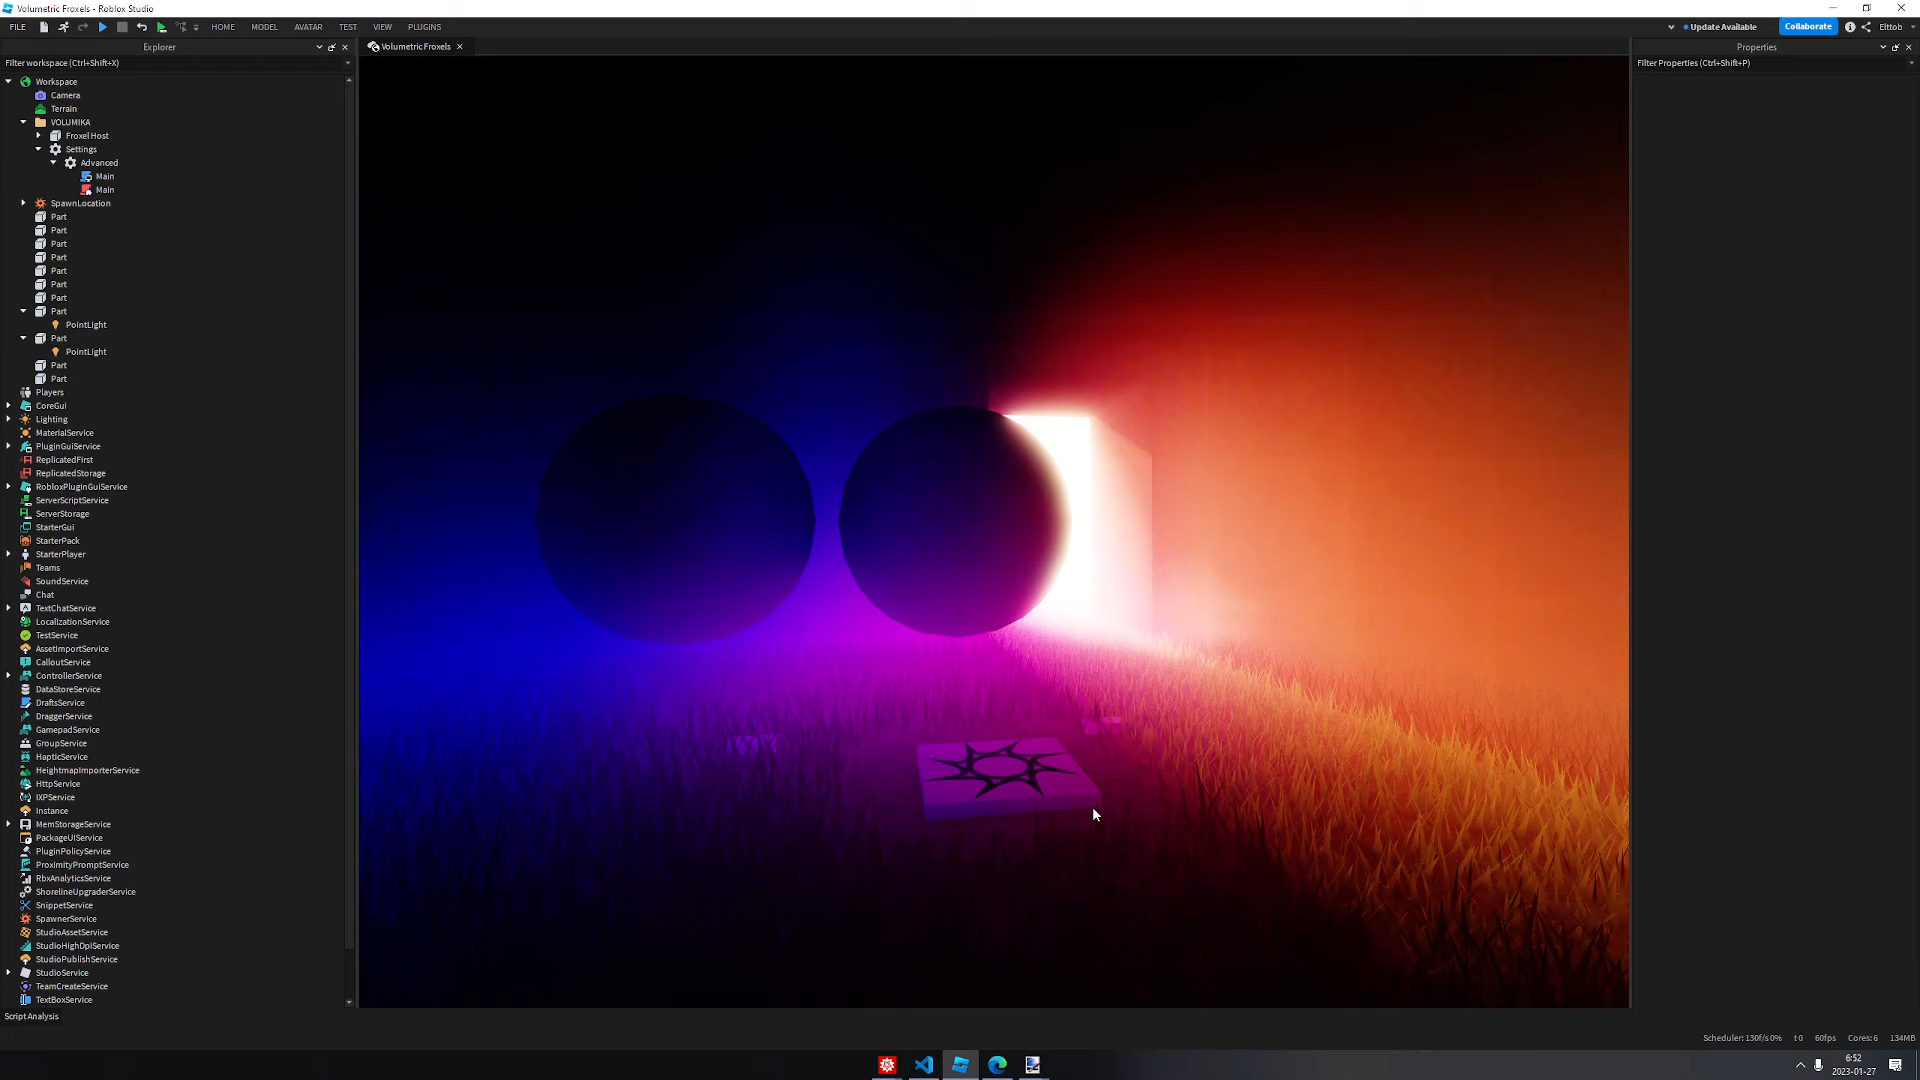 Volumetric Froxels - Roblox Studio
FILE HOME MODEL AVATAR TEST VIEW PLUGINS Update Available Collaborate Elttob
Explorer
Filter workspace (Ctrl+Shift+X)
Workspace
Camera
Terrain
VOLUMIKA
Froxel Host
Settings
Advanced
Main
Main
SpawnLocation
Part
Part
Part
Part
Part
Part
Part
Part
PointLight
Part
PointLight
Part
Part
Players
CoreGui
Lighting
MaterialService
PluginGuiService
ReplicatedFirst
ReplicatedStorage
RobloxPluginGuiService
ServerScriptService
ServerStorage
StarterGui
StarterPack
StarterPlayer
Teams
SoundService
Chat
TextChatService
LocalizationService
TestService
AssetImportService
CalloutService
ControllerService
DataStoreService
DraftsService
DraggerService
GamepadService
GroupService
HapticService
HeightmapImporterService
HttpService
IXPService
Instance
MemStorageService
PackageUIService
PluginPolicyService
ProximityPromptService
RbxAnalyticsService
ShorelineUpgraderService
SnippetService
SpawnerService
StudioAssetService
StudioHighDpiService
StudioPublishService
StudioService
TeamCreateService
TextBoxService
Script Analysis
Volumetric Froxels
Properties
Filter Properties (Ctrl+Shift+P)
Scheduler: 130f/s 0% t 0 60fps Cores: 6 134MB
6:52
2023-01-27